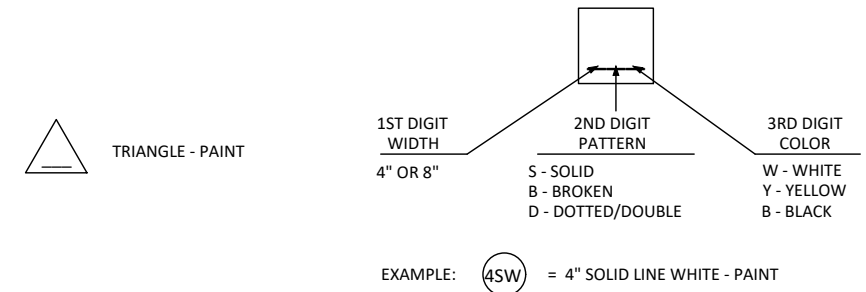 TRIANGLE - PAINT
1ST DIGIT
WIDTH
4" OR 8"
2ND DIGIT
PATTERN
S - SOLID
B - BROKEN
D - DOTTED/DOUBLE
3RD DIGIT
COLOR
W - WHITE
Y - YELLOW
B - BLACK
EXAMPLE: 4SW = 4" SOLID LINE WHITE - PAINT